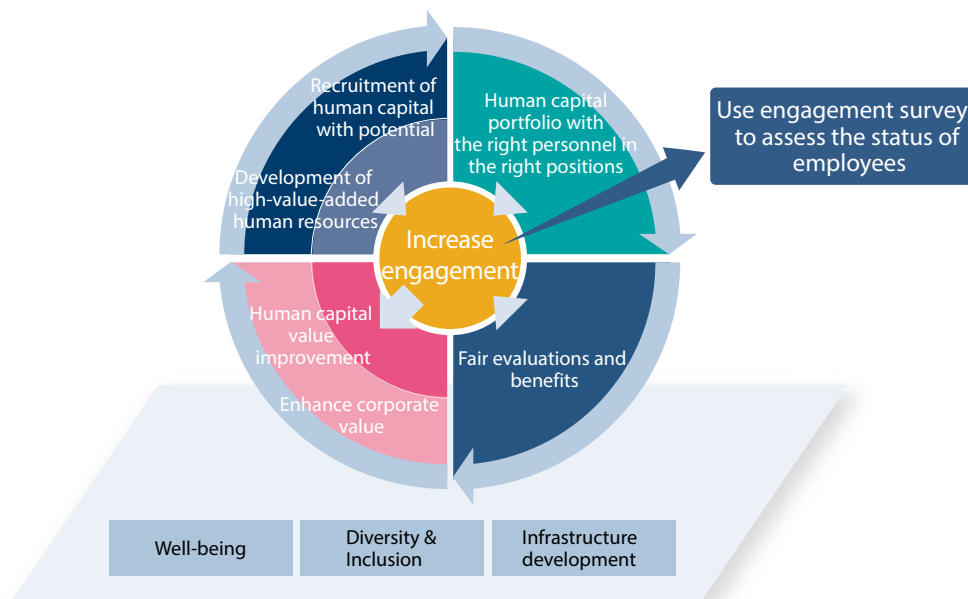 Recruitment of
human capital
with potential
Development of
high-value-added
human resources
Human capital
portfolio with
the right personnel in
the right positions
Use engagement survey
to assess the status of
employees
Increase
engagement
Human capital
value
improvement
Enhance corporate
value
Fair evaluations and
benefits
Well-being
Diversity &
Inclusion
Infrastructure
development